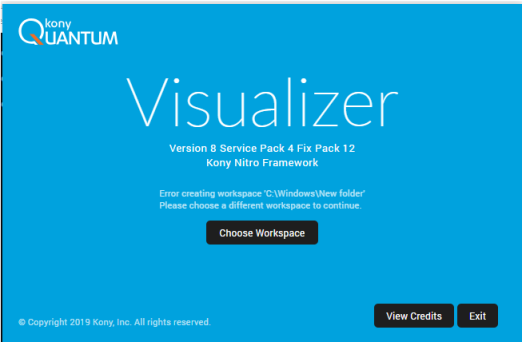 kony
QUANTUM
Visualizer
Version 8 Service Pack 4 Fix Pack 12
Kony Nitro Framework
Error creating workspace 'C:\Windows\New folder'
Please choose a different workspace to continue.
Choose Workspace
View Credits
Exit
© Copyright 2019 Kony, Inc. All rights reserved.